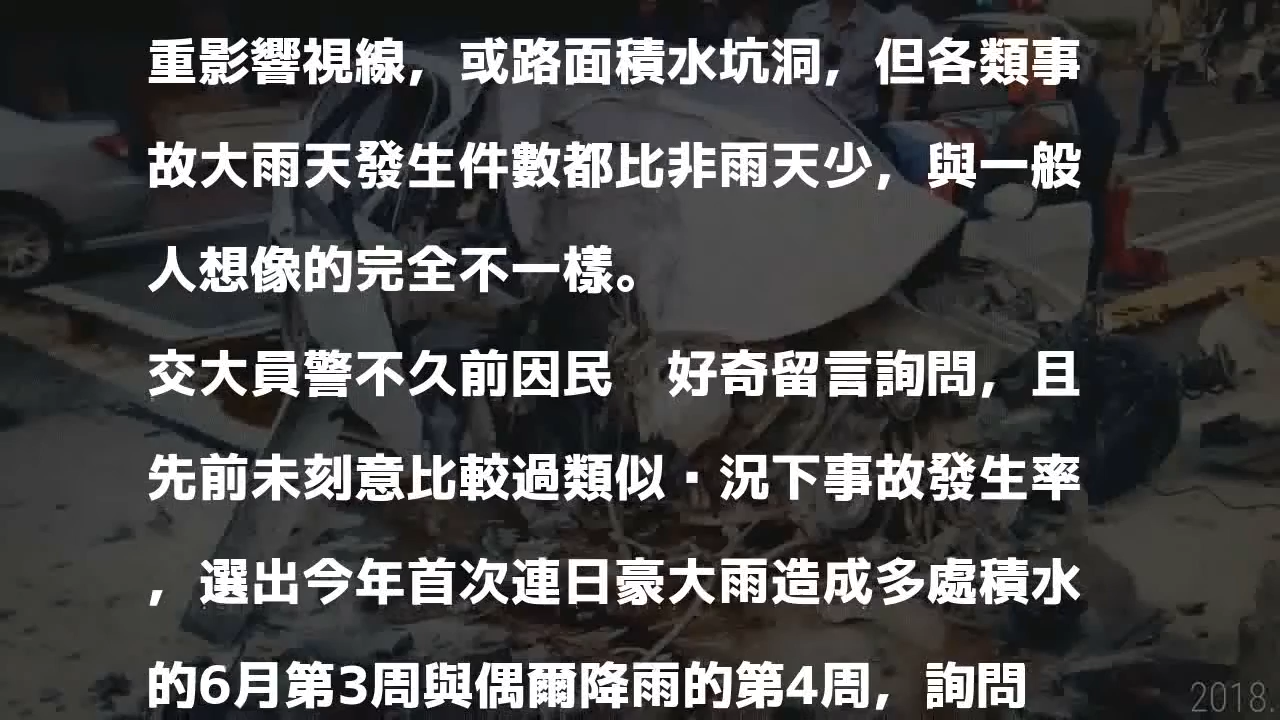 重影響視線，或路面積水坑洞，但各類事
故大雨天發生件數都比非雨天少，與一般
人想像的完全不一樣。
交大員警不久前因民　好奇留言詢問，且
先前未刻意比較過類似▪況下事故發生率
，選出今年首次連日豪大雨造成多處積水
的6月第3周與偶爾降雨的第4周，詢問
2018.